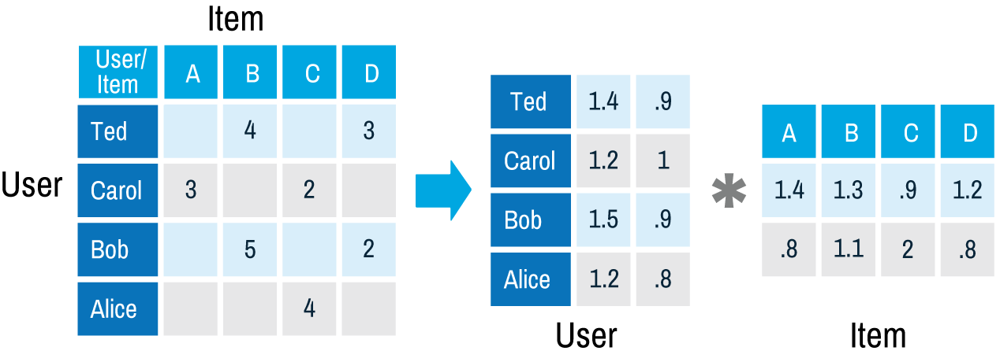 Item
User/
Item A B C D
Ted 4 3
User
Carol 3 2
Bob 5 2
Alice 4
Ted 1.4 .9
Carol 1.2 1
Bob 1.5 .9
Alice 1.2 .8
User
*
A B C D
1.4 1.3 .9 1.2
.8 1.1 2 .8
Item